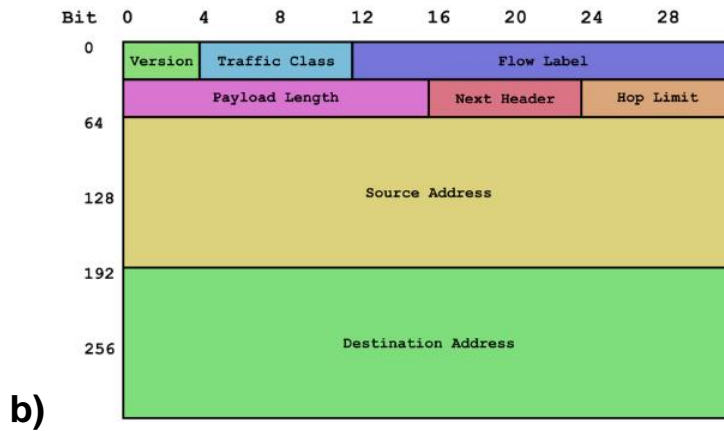 Bit 0 4 8 12 16 20 24 28
0 Version Traffic Class Flow Label
Payload Length Next Header Hop Limit
64
128 Source Address
192
256 Destination Address
b)